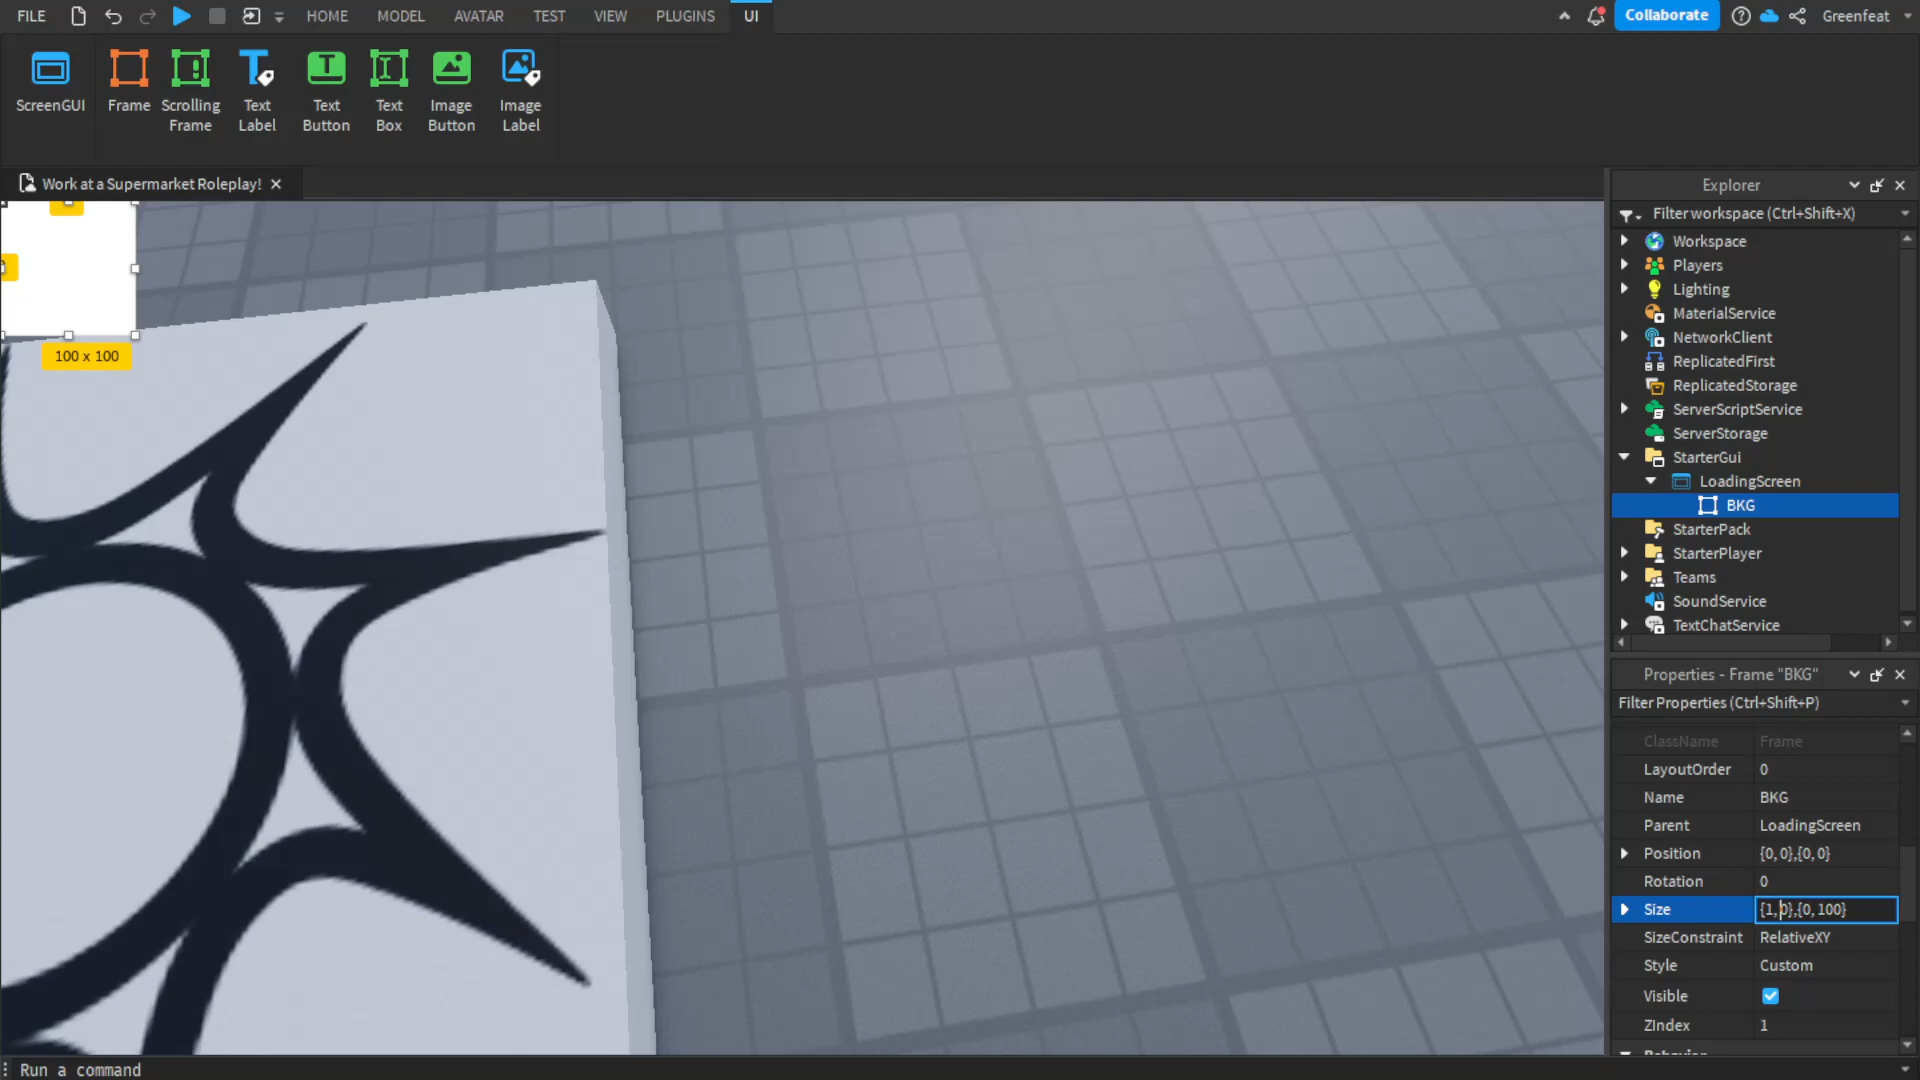 FILE
HOME
MODEL
AVATAR
TEST
VIEW
PLUGINS
UI
Collaborate
Greenfeat
ScreenGUI
Frame
Scrolling
Frame
Text
Label
Text
Button
Text
Box
Image
Button
Image
Label
Work at a Supermarket Roleplay!
100 x 100
Explorer
Filter workspace (Ctrl+Shift+X)
Workspace
Players
Lighting
MaterialService
NetworkClient
ReplicatedFirst
ReplicatedStorage
ServerScriptService
ServerStorage
StarterGui
LoadingScreen
BKG
StarterPack
StarterPlayer
Teams
SoundService
TextChatService
Properties - Frame "BKG"
Filter Properties (Ctrl+Shift+P)
ClassName Frame
LayoutOrder 0
Name BKG
Parent LoadingScreen
Position {0, 0},{0, 0}
Rotation 0
Size {1, 0},{0, 100}
SizeConstraint RelativeXY
Style Custom
Visible
ZIndex 1
Behavior
Run a command